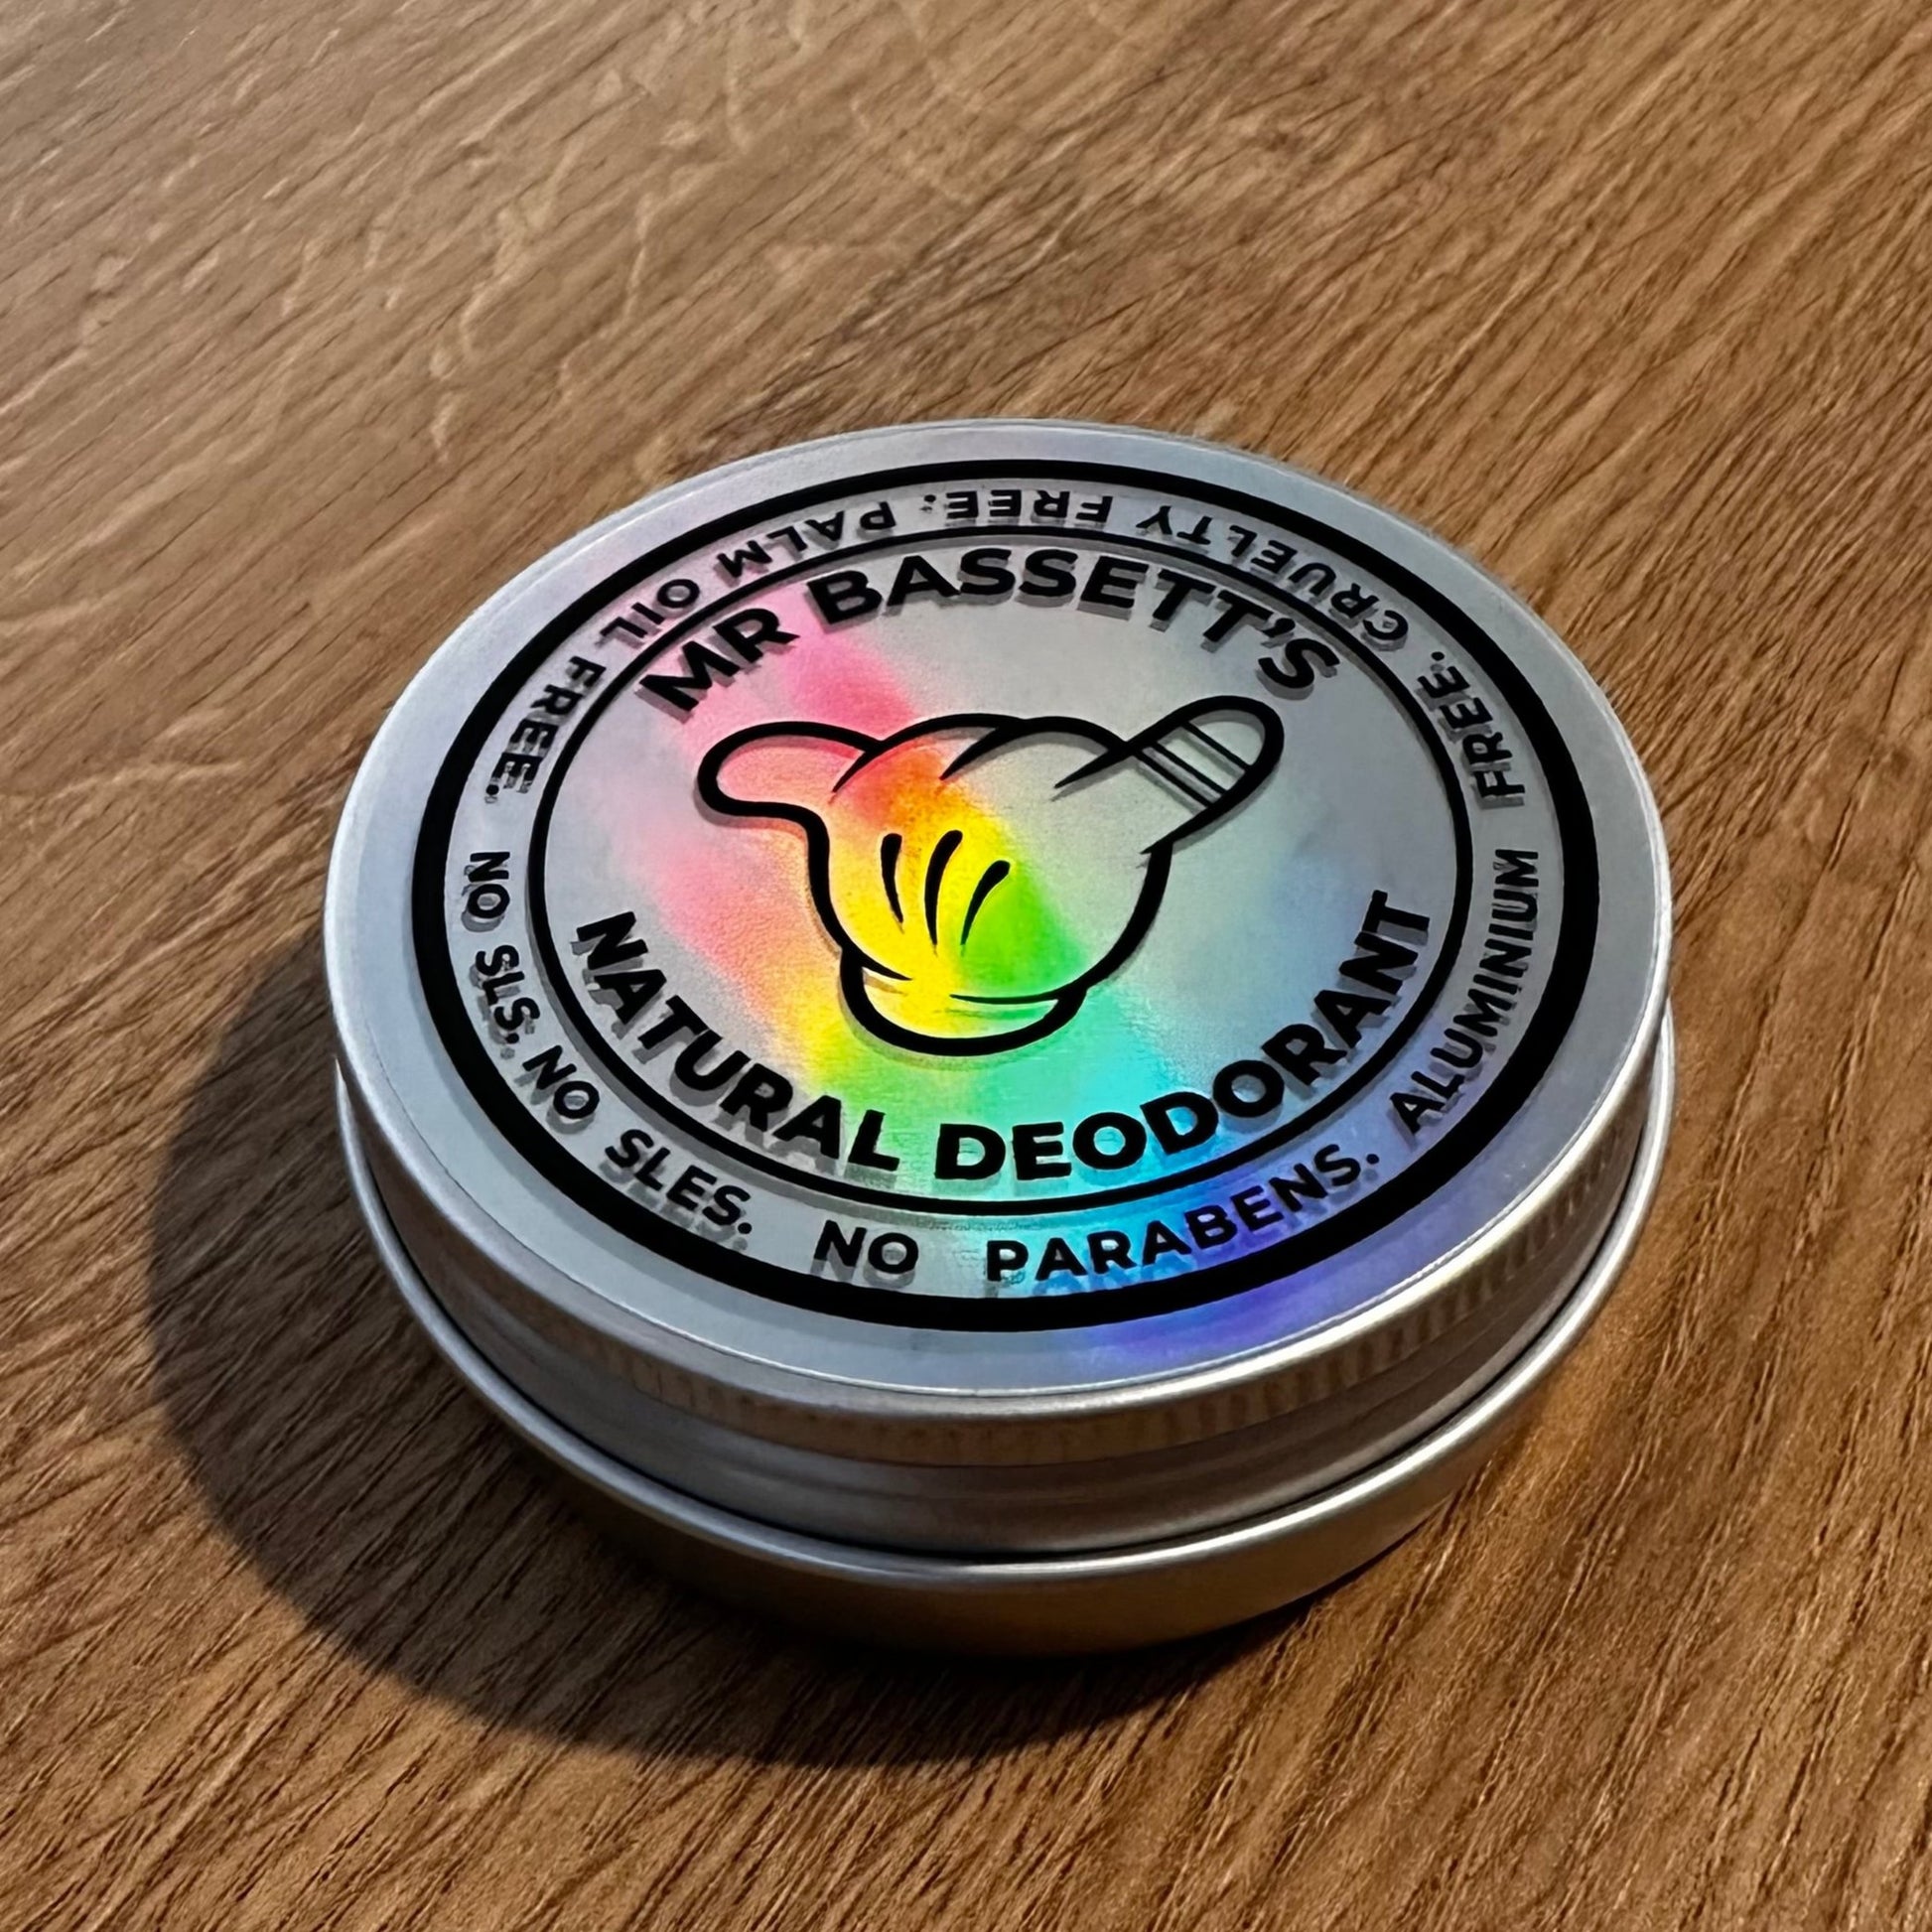 MR BASSETT'S
NATURAL DEODORANT
NO SLS. NO SLES. NO PARABENS. ALUMINIUM FREE. CRUELTY FREE. PALM OIL FREE.